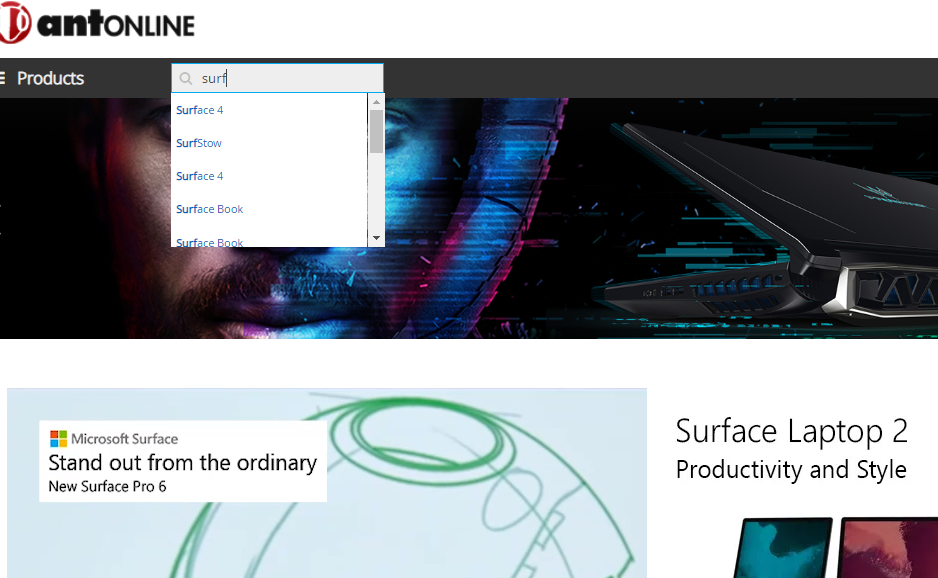 antONLINE
Products
surf
Surface 4
SurfStow
Surface 4
Surface Book
Surface Book
Microsoft Surface
Stand out from the ordinary
New Surface Pro 6
Surface Laptop 2
Productivity and Style